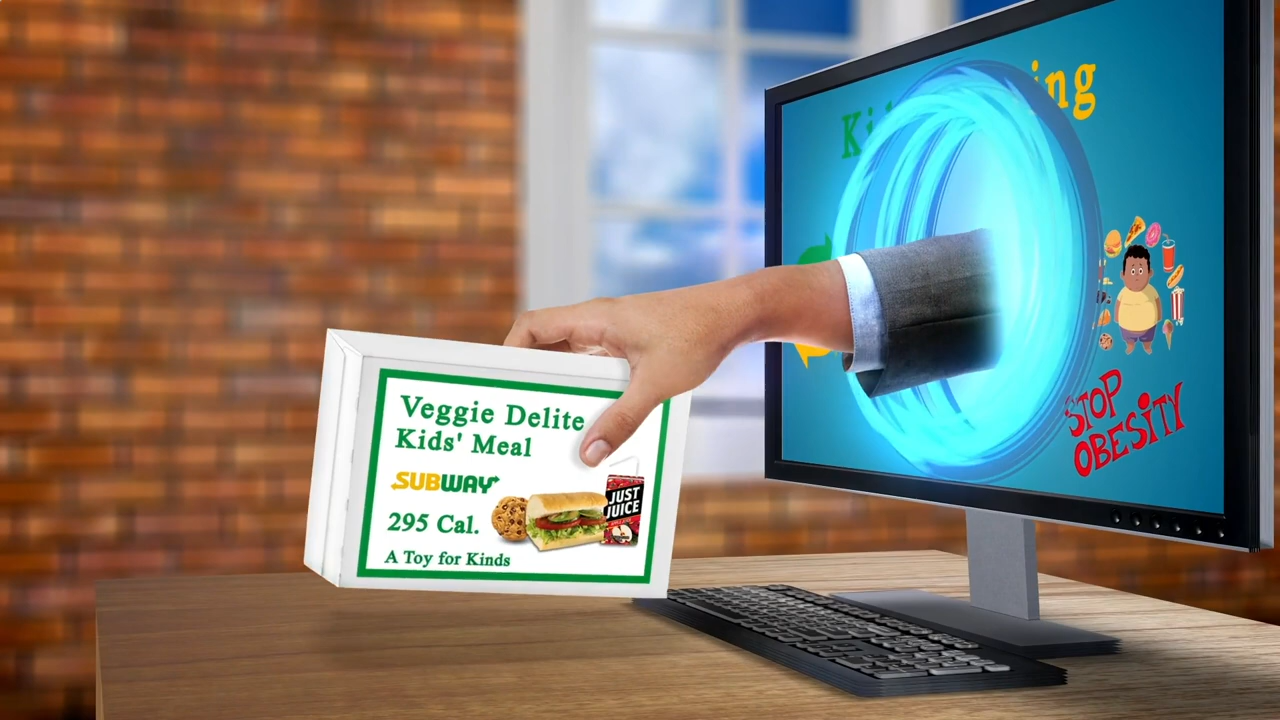 Veggie Delite
Kids' Meal
SUBWAY
295 Cal.
A Toy for Kinds
JUST
JUICE
STOP
OBESITY